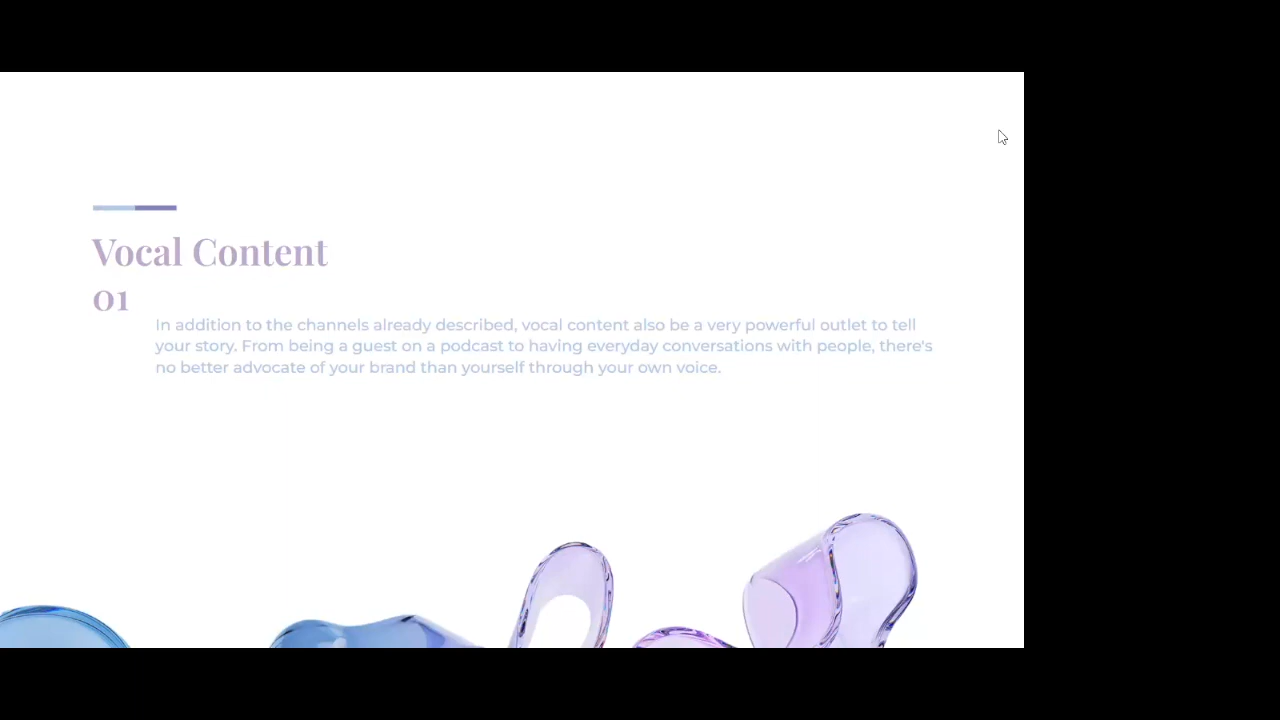 Vocal Content
01
In addition to the channels already described, vocal content also be a very powerful outlet to tell
your story. From being a guest on a podcast to having everyday conversations with people, there's
no better advocate of your brand than yourself through your own voice.